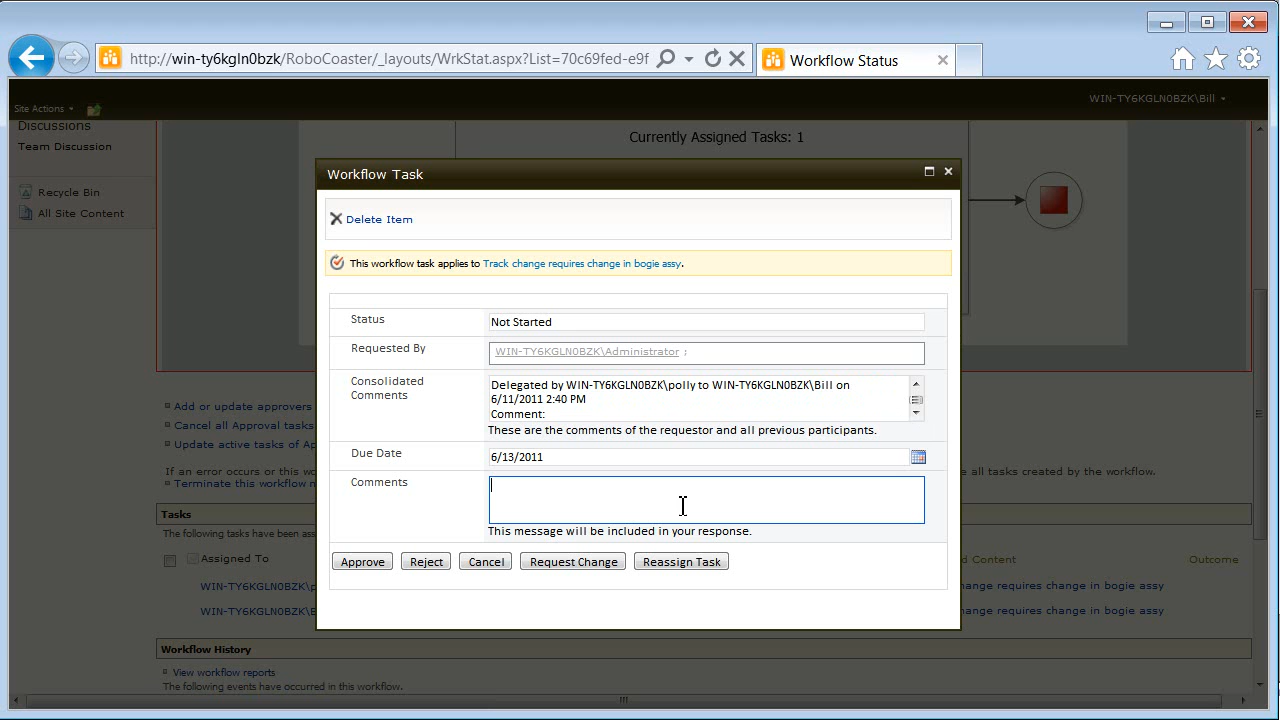 http://win-ty6kgln0bzk/RoboCoaster/_layouts/WrkStat.aspx?List=70c69fed-e9f
Workflow Status
Site Actions
WIN-TY6KGLN0BZK\Bill
Discussions
Team Discussion
Recycle Bin
All Site Content
Currently Assigned Tasks: 1
Workflow Task
Delete Item
This workflow task applies to Track change requires change in bogie assy.
Status
Not Started
Requested By
WIN-TY6KGLN0BZK\Administrator ;
Consolidated Comments
Delegated by WIN-TY6KGLN0BZK\polly to WIN-TY6KGLN0BZK\Bill on
6/11/2011 2:40 PM
Comment:
These are the comments of the requestor and all previous participants.
Due Date
6/13/2011
Comments
This message will be included in your response.
Approve
Reject
Cancel
Request Change
Reassign Task
Add or update approvers
Cancel all Approval tasks
Update active tasks of Ap
If an error occurs or this wo
all tasks created by the workflow.
Terminate this workflow n
Tasks
The following tasks have been ass
Assigned To
d Content
Outcome
WIN-TY6KGLN0BZK\p
change requires change in bogie assy
WIN-TY6KGLN0BZK\B
change requires change in bogie assy
Workflow History
View workflow reports
The following events have occurred in this workflow.